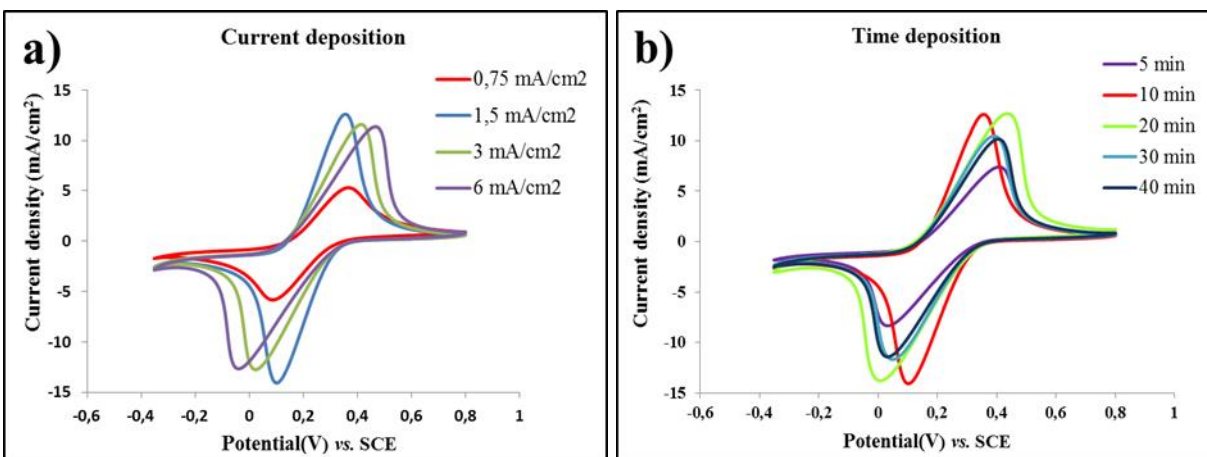 a)
Current deposition
0,75 mA/cm2
1,5 mA/cm2
3 mA/cm2
6 mA/cm2
Current density (mA/cm²)
15
10
5
0
-5
-10
-15
-0,6
-0,4
-0,2
0
0,2
0,4
0,6
0,8
1
Potential(V) vs. SCE
b)
Time deposition
5 min
10 min
20 min
30 min
40 min
Current density (mA/cm²)
15
10
5
0
-5
-10
-15
-0,6
-0,4
-0,2
0
0,2
0,4
0,6
0,8
1
Potential(V) vs. SCE